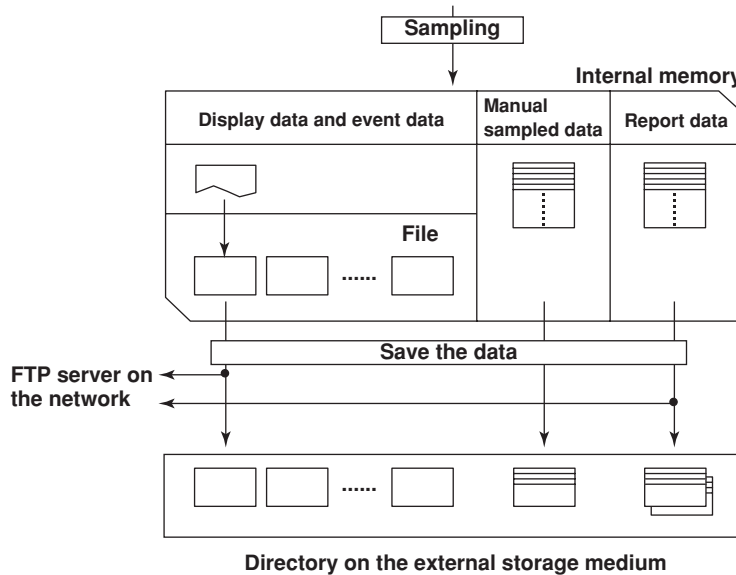 Sampling
Internal memory
Display data and event data
Manual
sampled data
Report data
File
......
Save the data
FTP server on
the network
......
Directory on the external storage medium